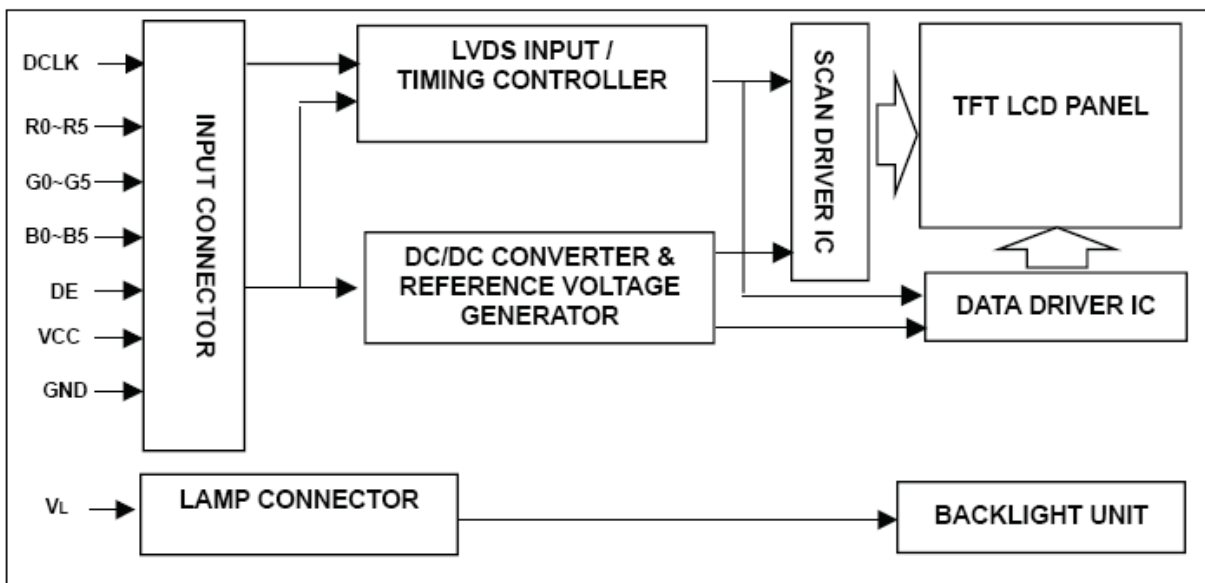 DCLK
R0~R5
G0~G5
B0~B5
DE
VCC
GND
INPUT CONNECTOR
LVDS INPUT /
TIMING CONTROLLER
DC/DC CONVERTER &
REFERENCE VOLTAGE
GENERATOR
SCAN DRIVER IC
TFT LCD PANEL
DATA DRIVER IC
VL
LAMP CONNECTOR
BACKLIGHT UNIT